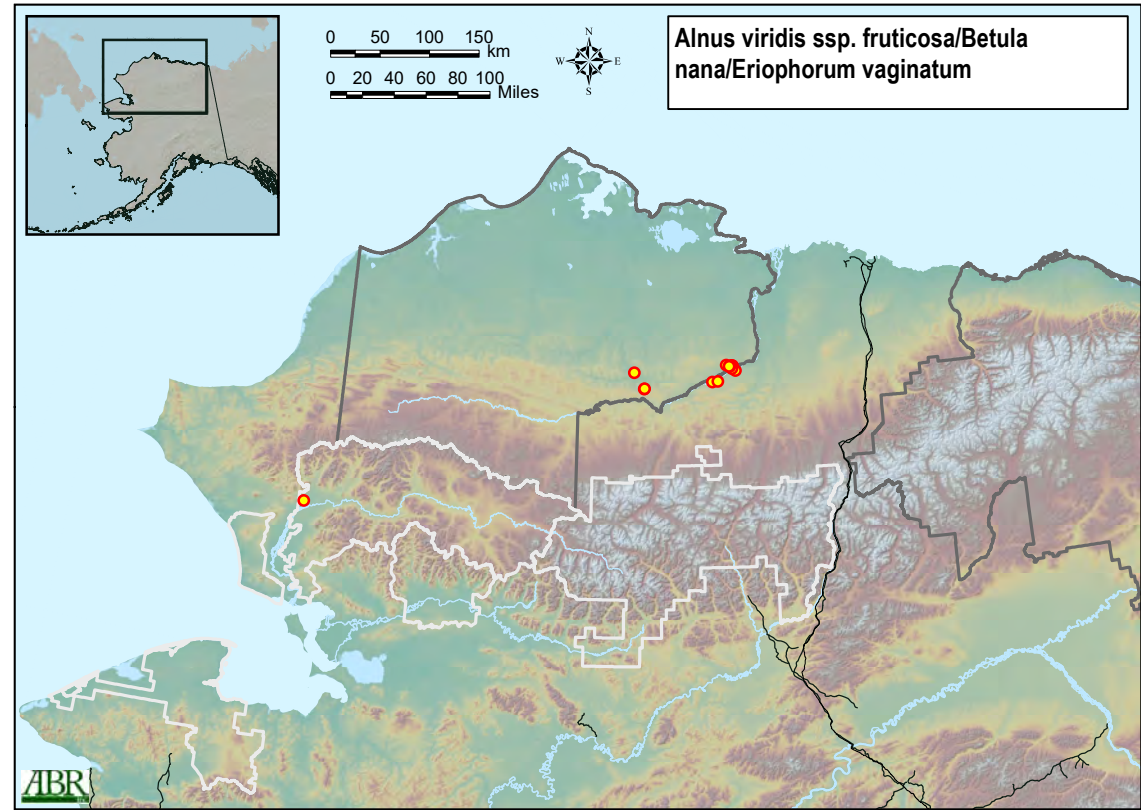 0 50 100 150
km
0 20 40 60 80 100
Miles
N
W E
S
Alnus viridis ssp. fruticosa/Betula
nana/Eriophorum vaginatum
ABR